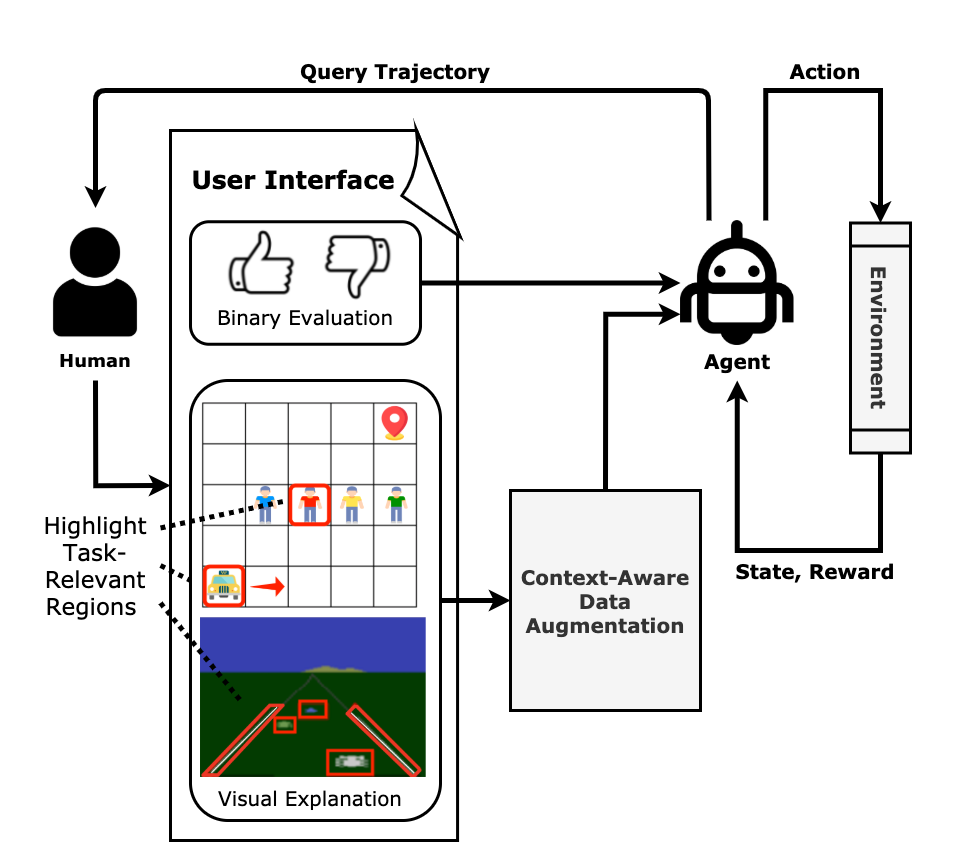 Query Trajectory
Action
User Interface
Binary Evaluation
Human
Agent
Environment
Highlight
Task-
Relevant
Regions
Context-Aware
Data
Augmentation
State, Reward
Visual Explanation